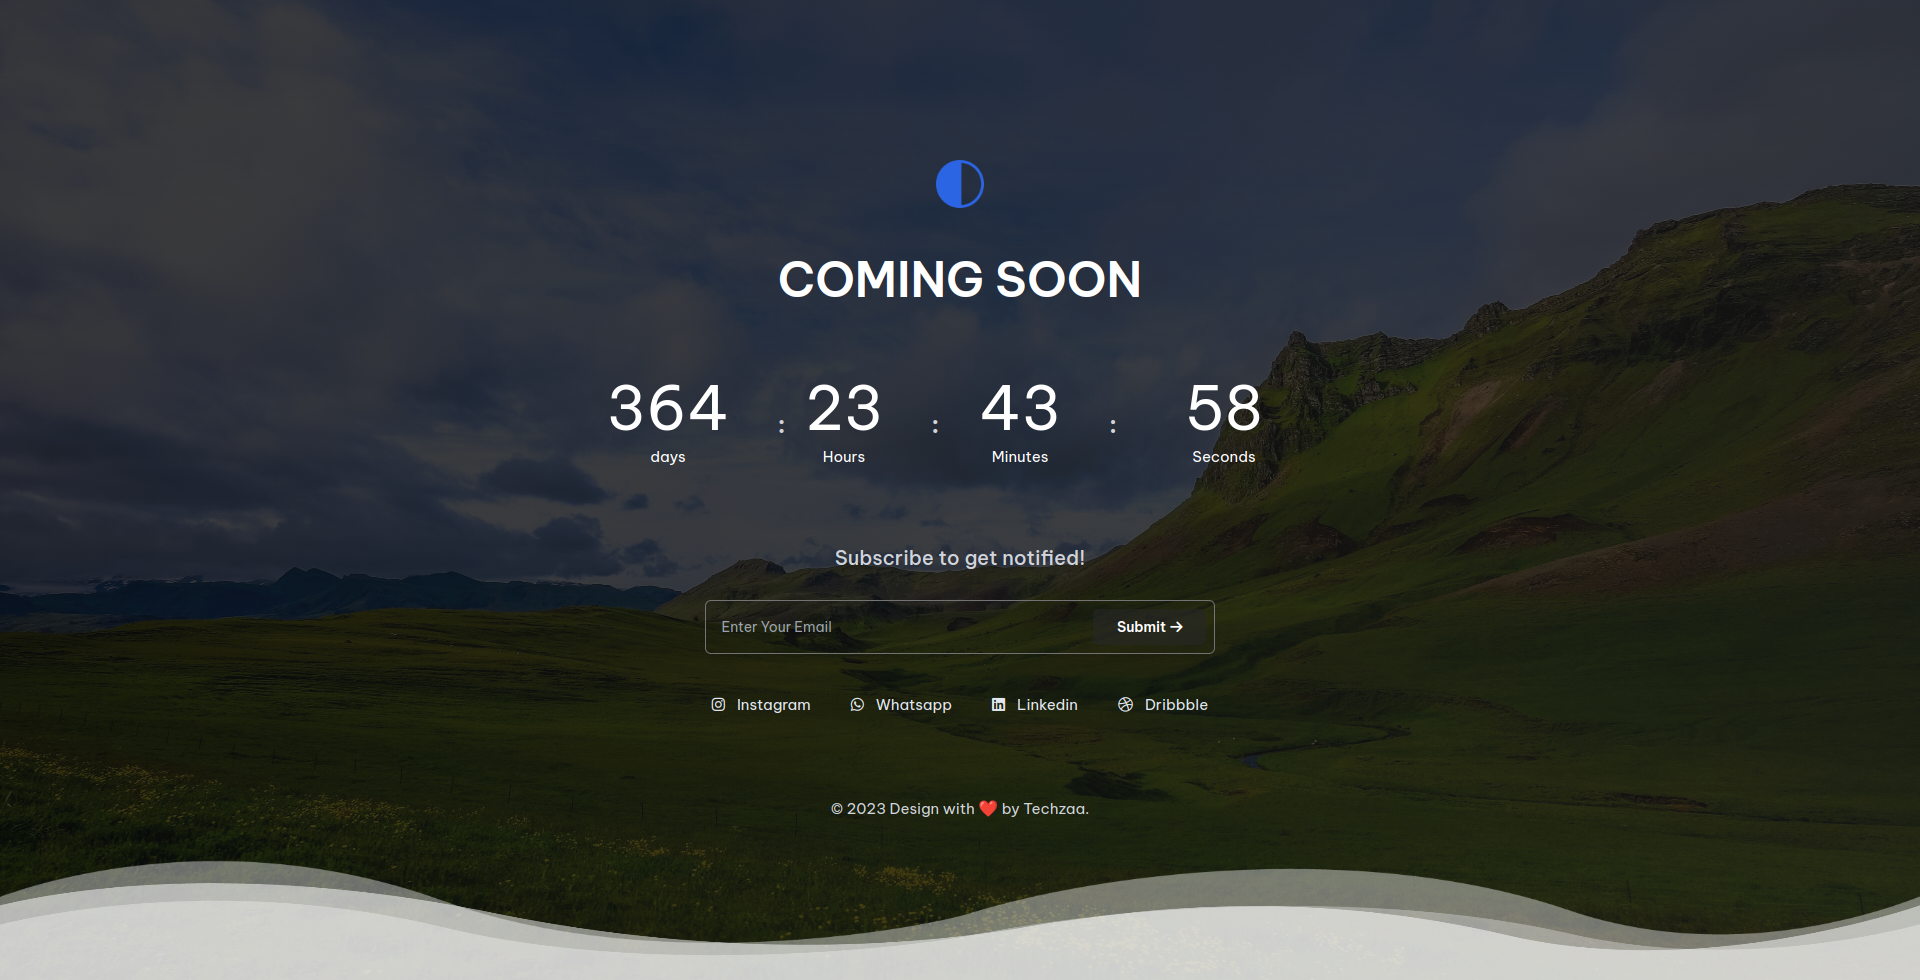 COMING SOON
364 : 23 : 43 : 58
days Hours Minutes Seconds
Subscribe to get notified!
Enter Your Email Submit →
Instagram Whatsapp Linkedin Dribbble
© 2023 Design with ❤️ by Techzaa.